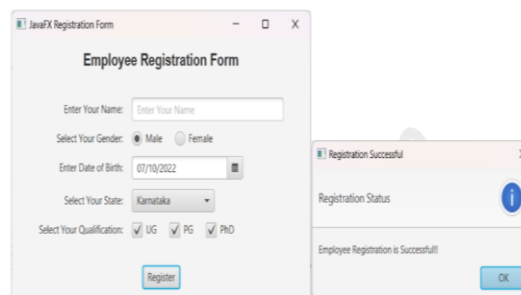 JavaFX Registration Form
Employee Registration Form
Enter Your Name: Enter Your Name
Select Your Gender: Male Female
Enter Date of Birth: 07/10/2022
Select Your State: Karnataka
Select Your Qualification: UG PG PhD
Register
Registration Successful
Registration Status
Employee Registration is Successful!!
OK